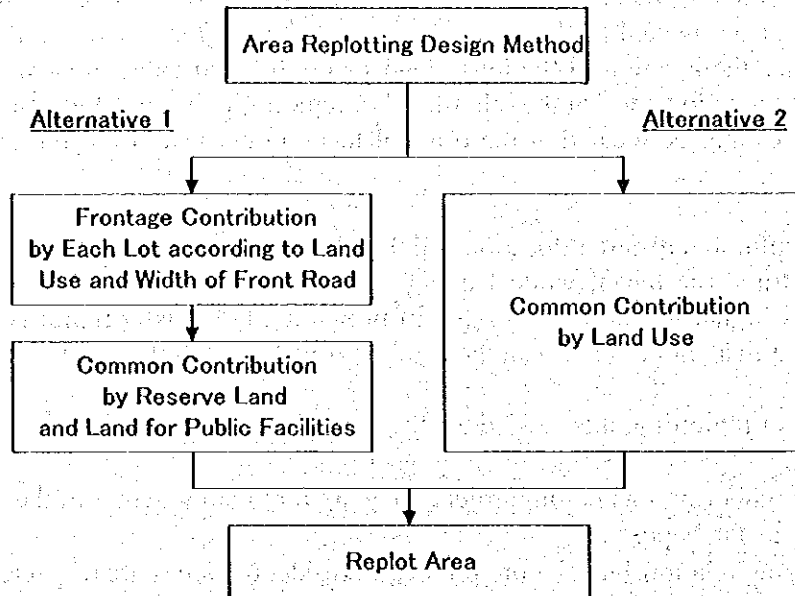 Area Replotting Design Method
Alternative 1
Alternative 2
Frontage Contribution
by Each Lot according to Land
Use and Width of Front Road
Common Contribution
by Land Use
Common Contribution
by Reserve Land
and Land for Public Facilities
Replot Area